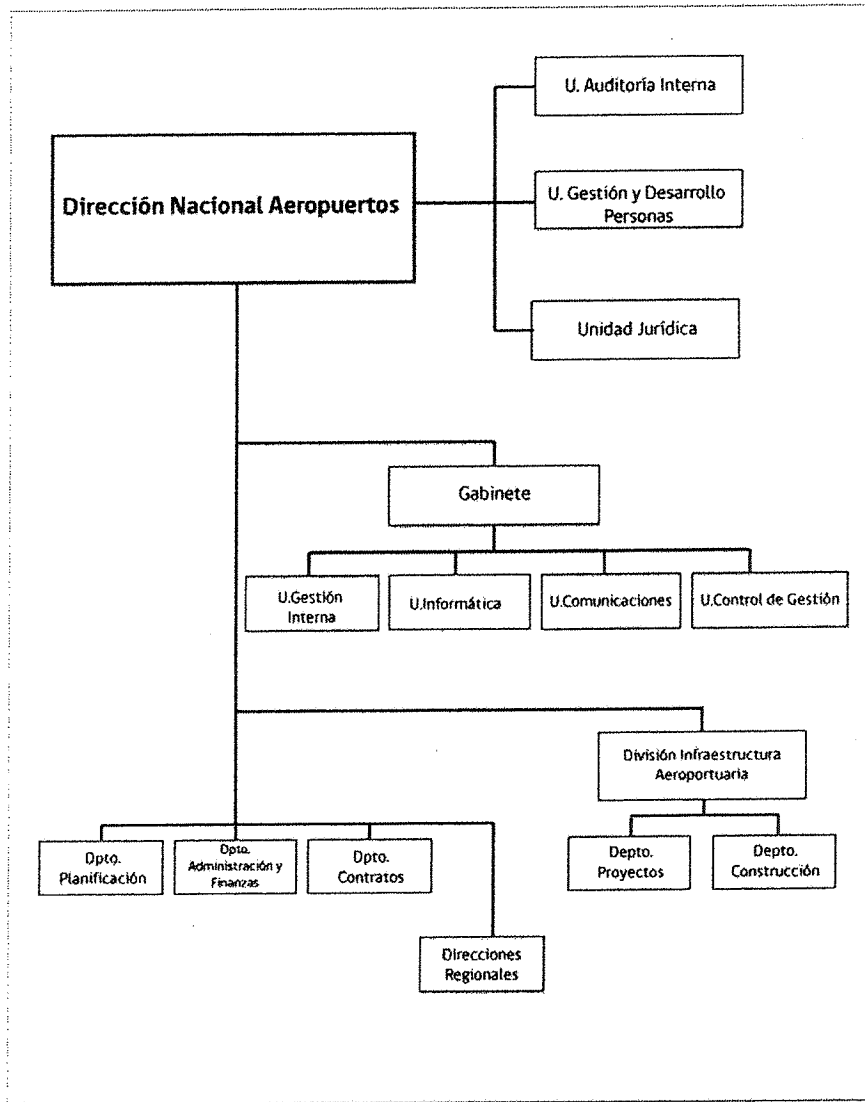 U. Auditoría Interna
Dirección Nacional Aeropuertos
U. Gestión y Desarrollo
Personas
Unidad Jurídica
Gabinete
U.Gestión
Interna
U.Informática
U.Comunicaciones
U.Control de Gestión
División Infraestructura
Aeroportuaria
Dpto.
Planificación
Dpto.
Administración y
Finanzas
Dpto.
Contratos
Depto.
Proyectos
Depto.
Construcción
Direcciones
Regionales